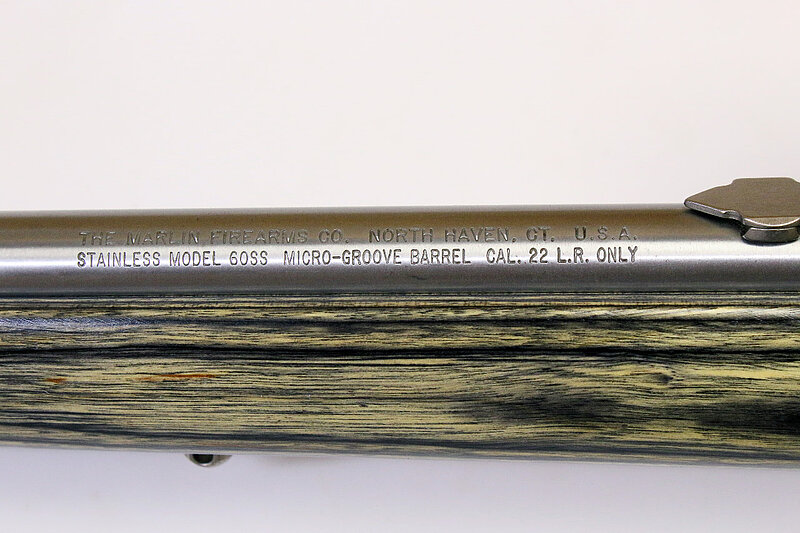 THE MARLIN FIREARMS CO. NORTH HAVEN, CT. U.S.A.
STAINLESS MODEL 60SS MICRO-GROOVE BARREL CAL. 22 L.R. ONLY